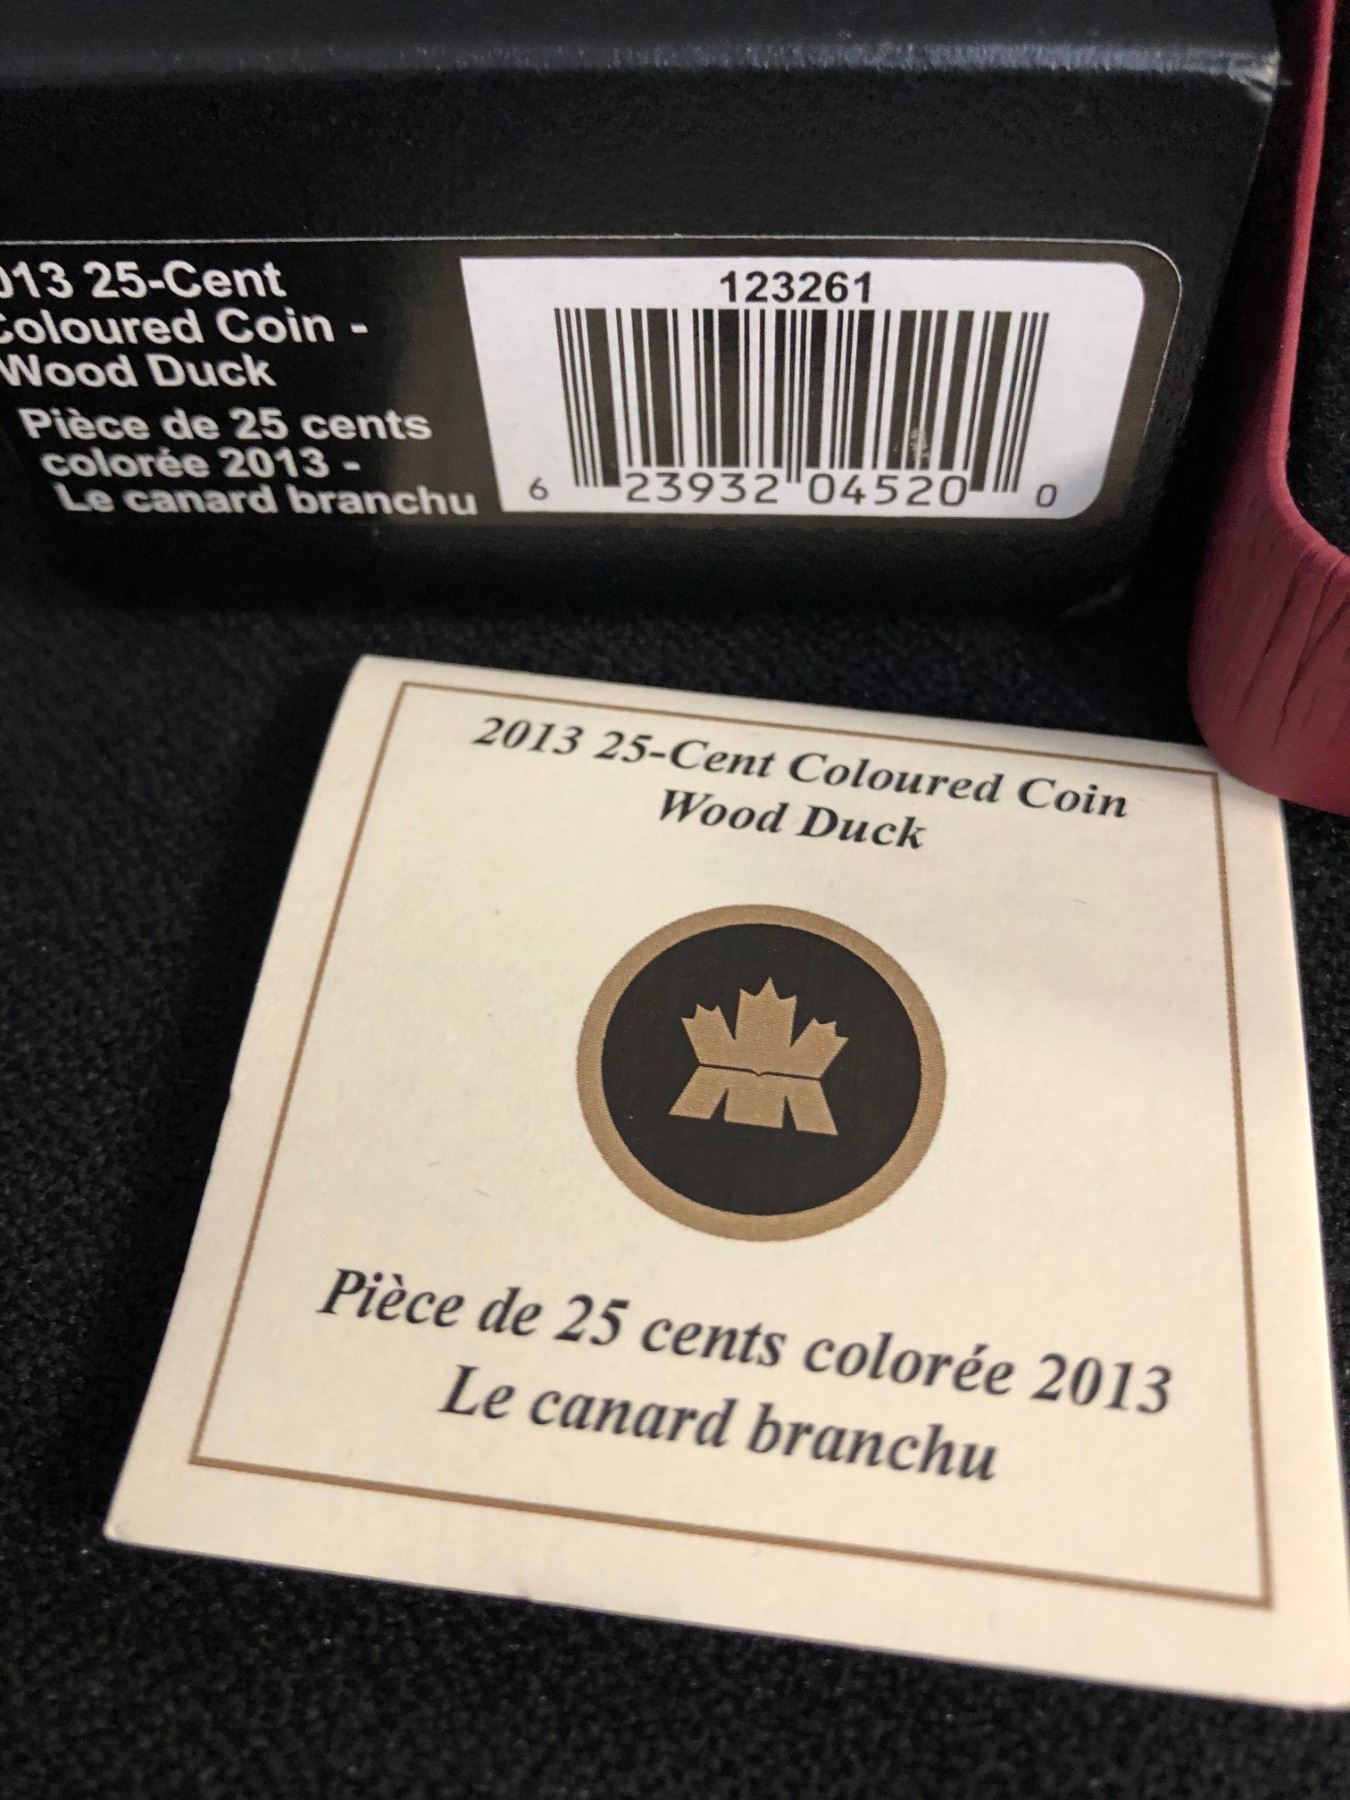 013 25-Cent
Coloured Coin -
Wood Duck
Pièce de 25 cents
colorée 2013 -
Le canard branchu
123261
6 23932 04520 0
2013 25-Cent Coloured Coin
Wood Duck
Pièce de 25 cents colorée 2013
Le canard branchu